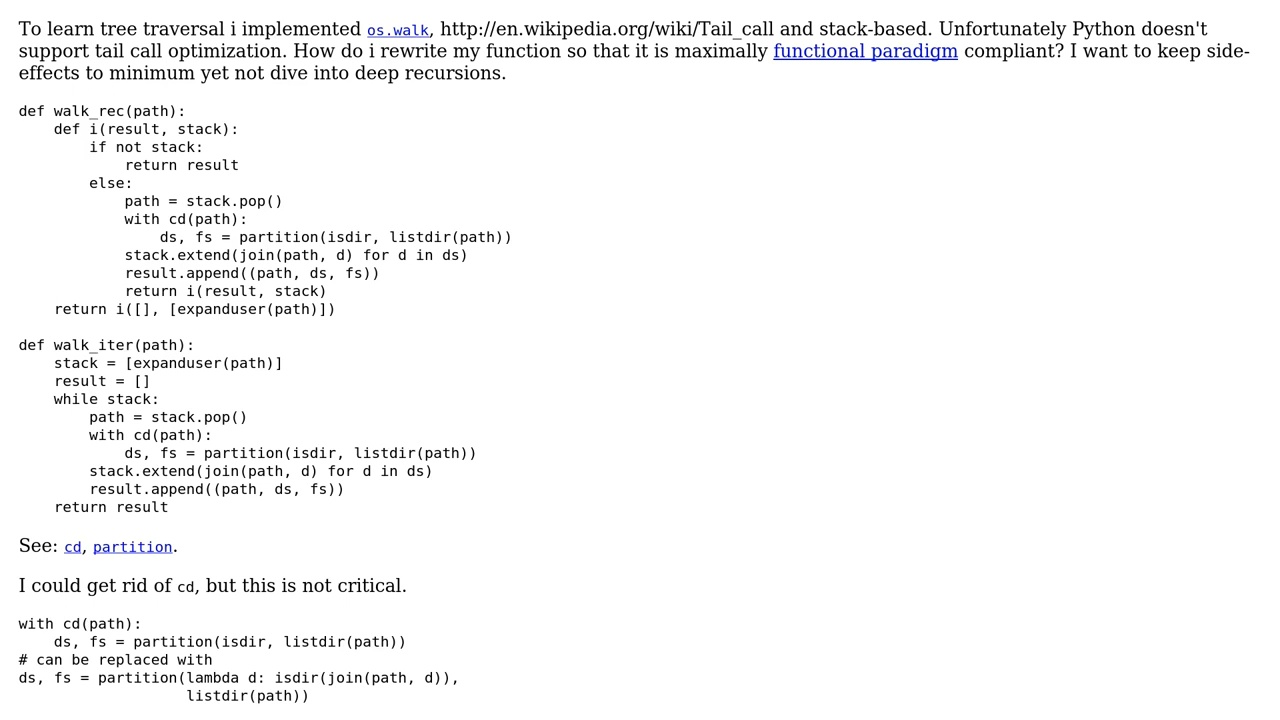 To learn tree traversal i implemented os.walk, http://en.wikipedia.org/wiki/Tail_call and stack-based. Unfortunately Python doesn't
support tail call optimization. How do i rewrite my function so that it is maximally functional paradigm compliant? I want to keep side-
effects to minimum yet not dive into deep recursions.
def walk_rec(path):
    def i(result, stack):
        if not stack:
            return result
        else:
            path = stack.pop()
            with cd(path):
                ds, fs = partition(isdir, listdir(path))
            stack.extend(join(path, d) for d in ds)
            result.append((path, ds, fs))
            return i(result, stack)
    return i([], [expanduser(path)])

def walk_iter(path):
    stack = [expanduser(path)]
    result = []
    while stack:
        path = stack.pop()
        with cd(path):
            ds, fs = partition(isdir, listdir(path))
        stack.extend(join(path, d) for d in ds)
        result.append((path, ds, fs))
    return result
See: cd, partition.
I could get rid of cd, but this is not critical.
with cd(path):
    ds, fs = partition(isdir, listdir(path))
# can be replaced with
ds, fs = partition(lambda d: isdir(join(path, d)),
                   listdir(path))